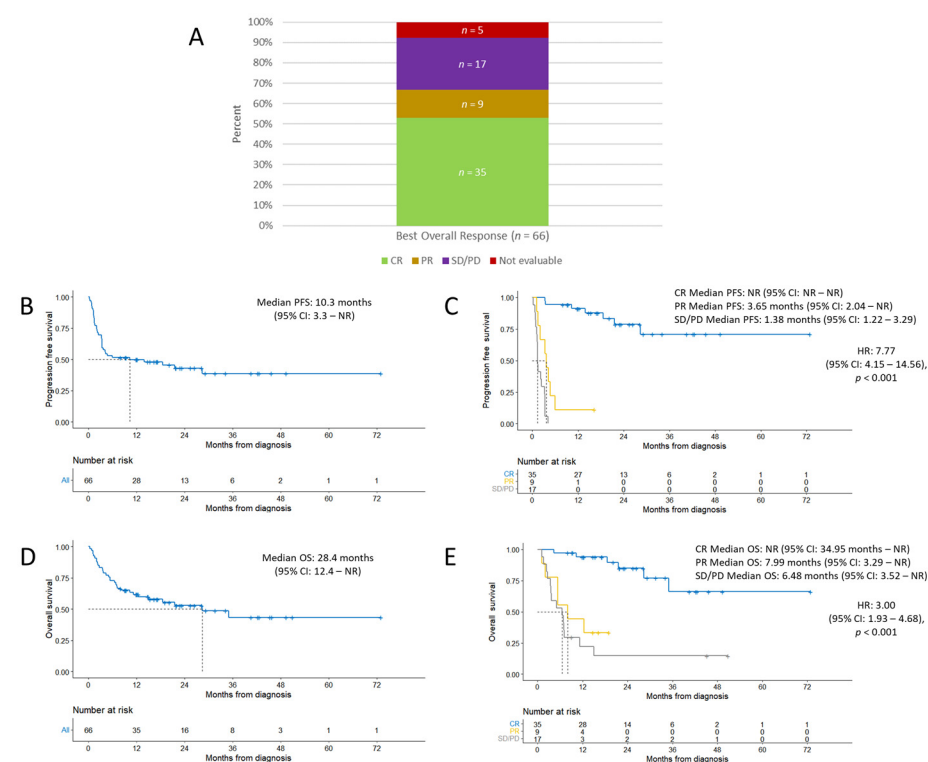 A
100%
90%
80%
70%
60%
50%
40%
30%
20%
10%
0%
Percent
n = 5
n = 17
n = 9
n = 35
Best Overall Response (n = 66)
CR PR SD/PD Not evaluable
B
Progression free survival
1.00
0.75
0.50
0.25
0.00
Median PFS: 10.3 months
(95% CI: 3.3 – NR)
0 12 24 36 48 60 72
Months from diagnosis
Number at risk
All 66 28 13 6 2 1 1
0 12 24 36 48 60 72
Months from diagnosis
C
Progression free survival
1.00
0.75
0.50
0.25
0.00
CR Median PFS: NR (95% CI: NR – NR)
PR Median PFS: 3.65 months (95% CI: 2.04 – NR)
SD/PD Median PFS: 1.38 months (95% CI: 1.22 – 3.29)
HR: 7.77
(95% CI: 4.15 – 14.56),
p < 0.001
0 12 24 36 48 60 72
Months from diagnosis
Number at risk
CR 35 27 13 6 2 1 1
PR 9 1 0 0 0 0 0
SD/PD 17 0 0 0 0 0 0
0 12 24 36 48 60 72
Months from diagnosis
D
Overall survival
1.00
0.75
0.50
0.25
0.00
Median OS: 28.4 months
(95% CI: 12.4 – NR)
0 12 24 36 48 60 72
Months from diagnosis
Number at risk
All 66 35 16 8 3 1 1
0 12 24 36 48 60 72
Months from diagnosis
E
Overall survival
1.00
0.75
0.50
0.25
0.00
CR Median OS: NR (95% CI: 34.95 months – NR)
PR Median OS: 7.99 months (95% CI: 3.29 – NR)
SD/PD Median OS: 6.48 months (95% CI: 3.52 – NR)
HR: 3.00
(95% CI: 1.93 – 4.68),
p < 0.001
0 12 24 36 48 60 72
Months from diagnosis
Number at risk
CR 35 28 14 6 2 1 1
PR 9 4 0 0 0 0 0
SD/PD 17 3 2 2 1 0 0
0 12 24 36 48 60 72
Months from diagnosis